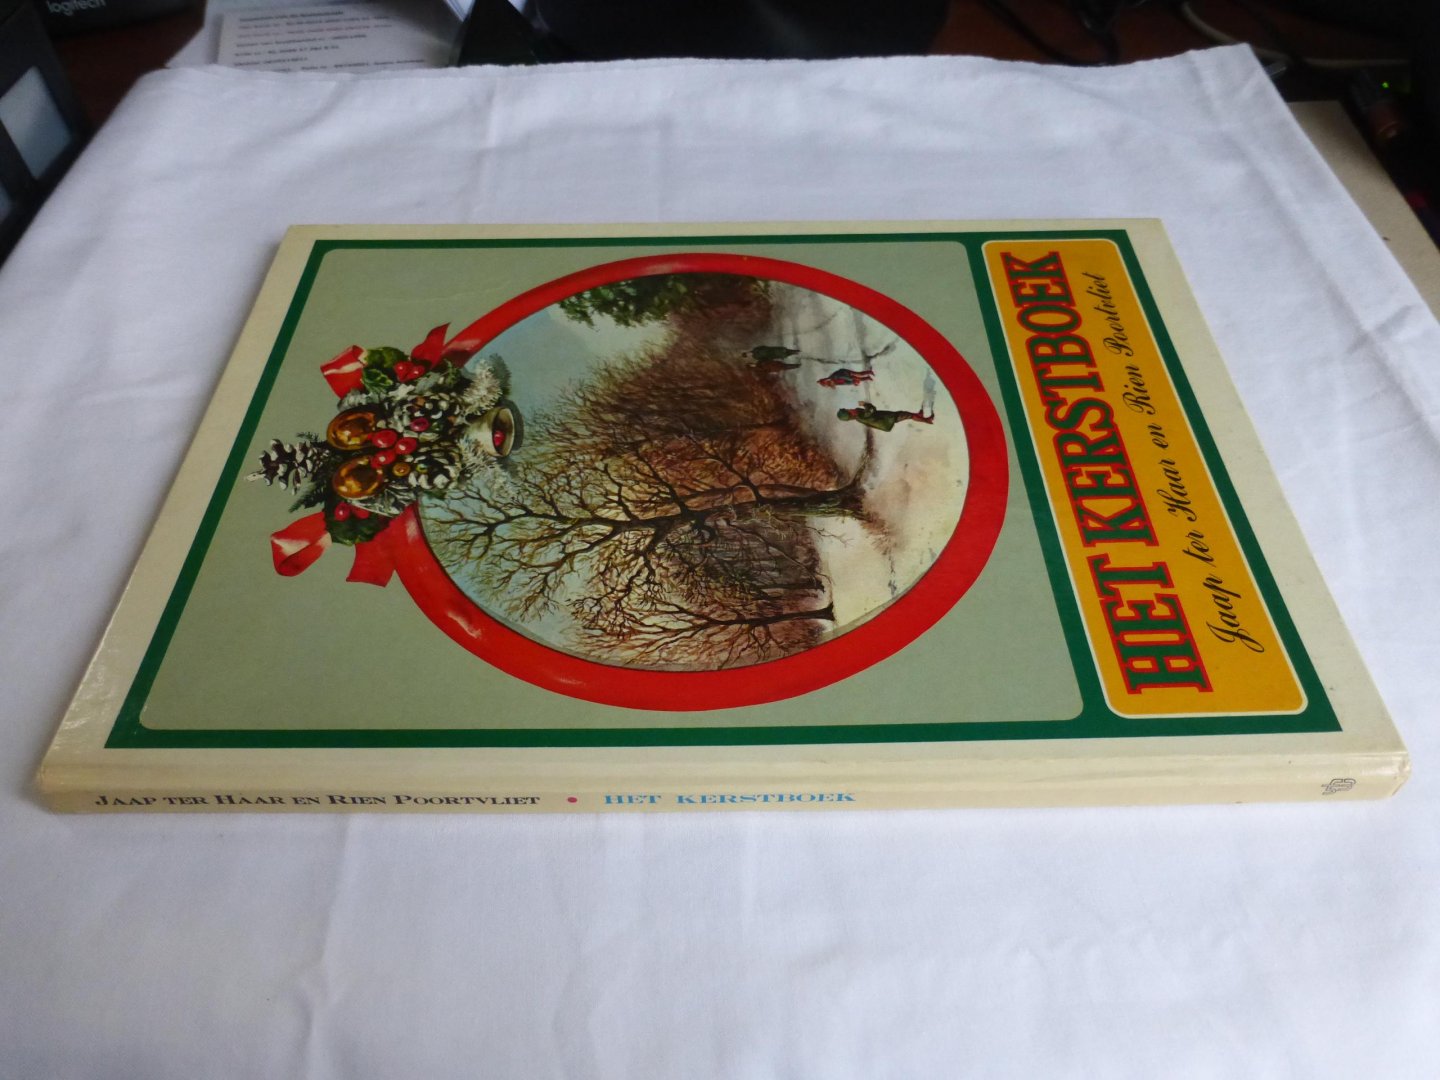 HET KERSTBOEK
Jaap ter Haar en Rien Poortvliet
JAAP TER HAAR EN RIEN POORTVLIET • HET KERSTBOEK
logitech